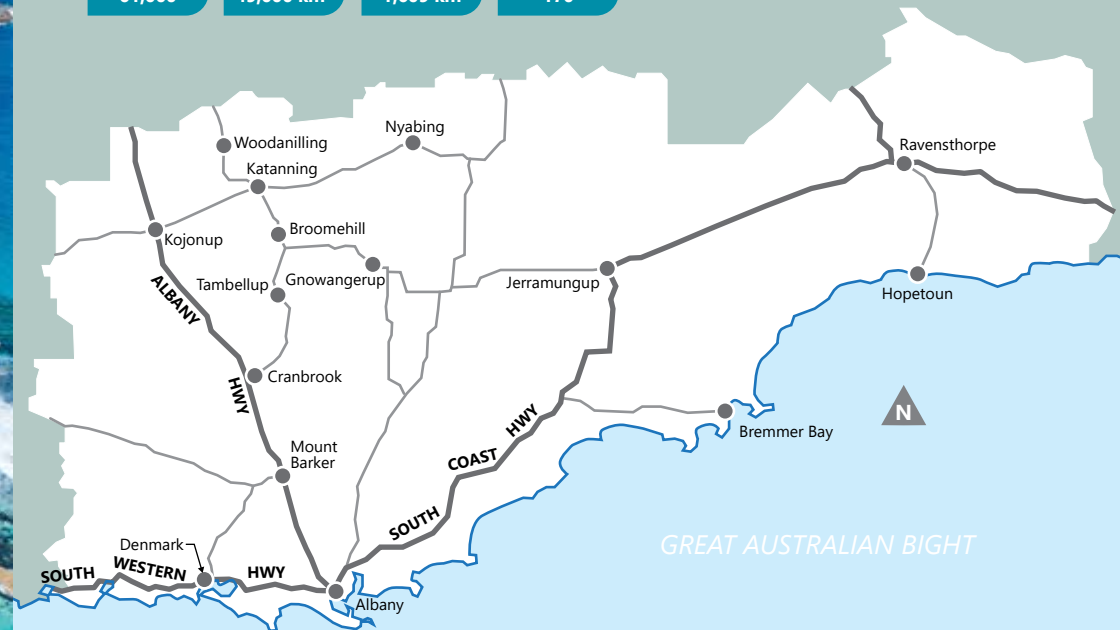 Nyabing
Woodanilling
Ravensthorpe
Katanning
Broomehill
Kojonup
Tambellup
Gnowangerup
Jerramungup
Hopetoun
ALBANY
HWY
Cranbrook
HWY
Bremmer Bay
N
Mount
Barker
COAST
SOUTH
GREAT AUSTRALIAN BIGHT
Denmark
SOUTH
WESTERN
HWY
Albany